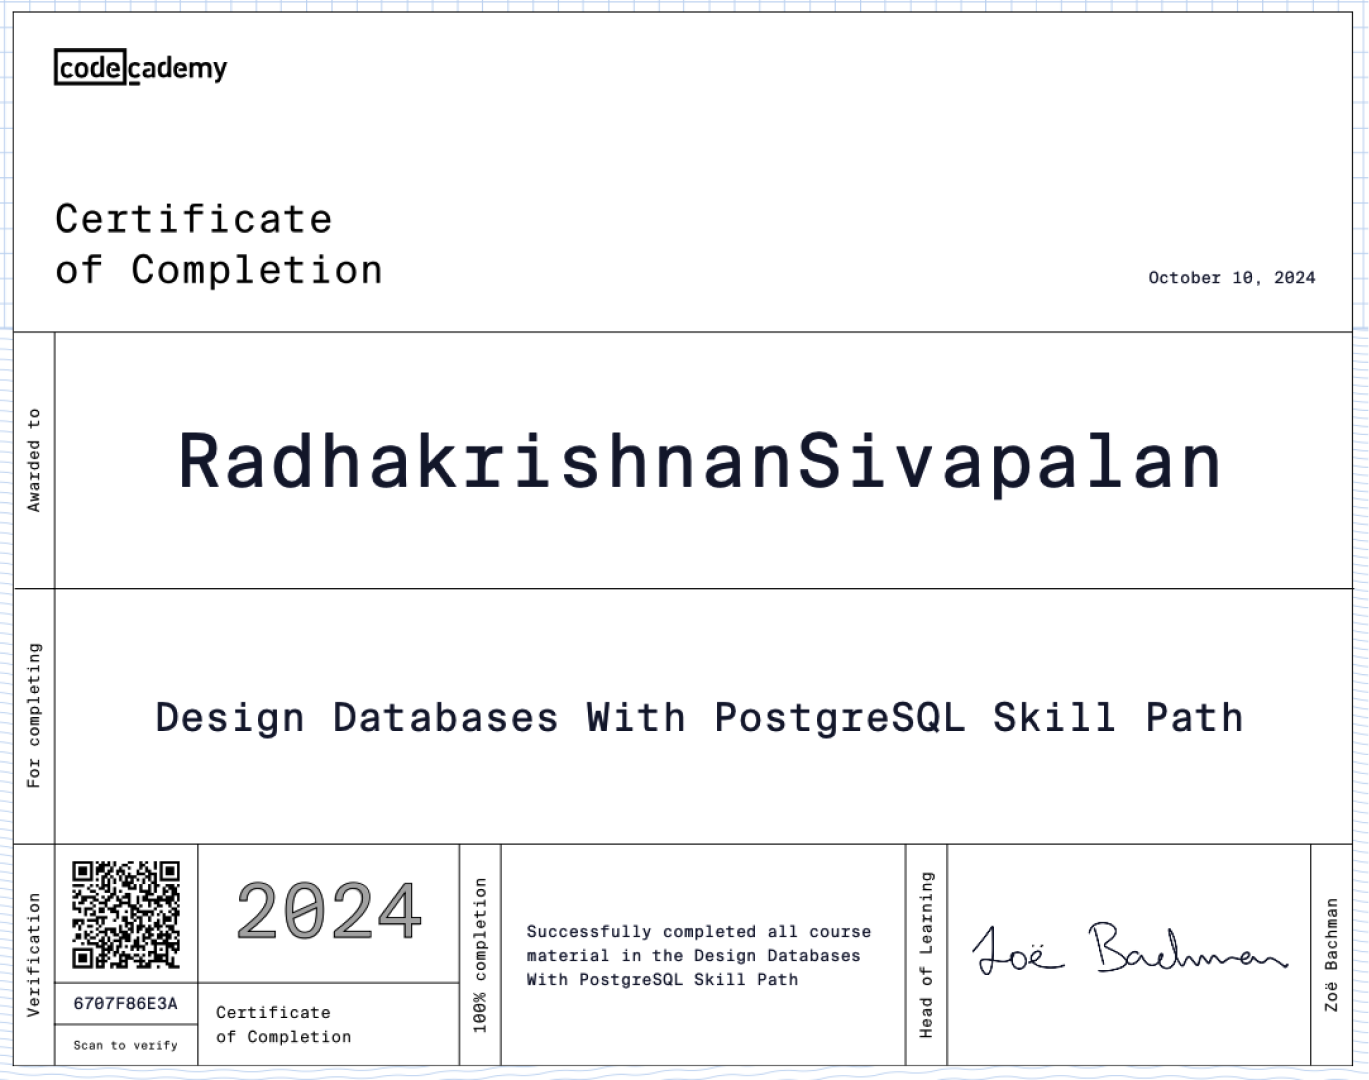 codecademy
Certificate
of Completion
October 10, 2024
Awarded to
RadhakrishnanSivapalan
For completing
Design Databases With PostgreSQL Skill Path
Verification
6707F86E3A
Scan to verify
2024
Certificate
of Completion
100% completion
Successfully completed all course
material in the Design Databases
With PostgreSQL Skill Path
Head of Learning
Zoë Bachman
Zoë Bachman